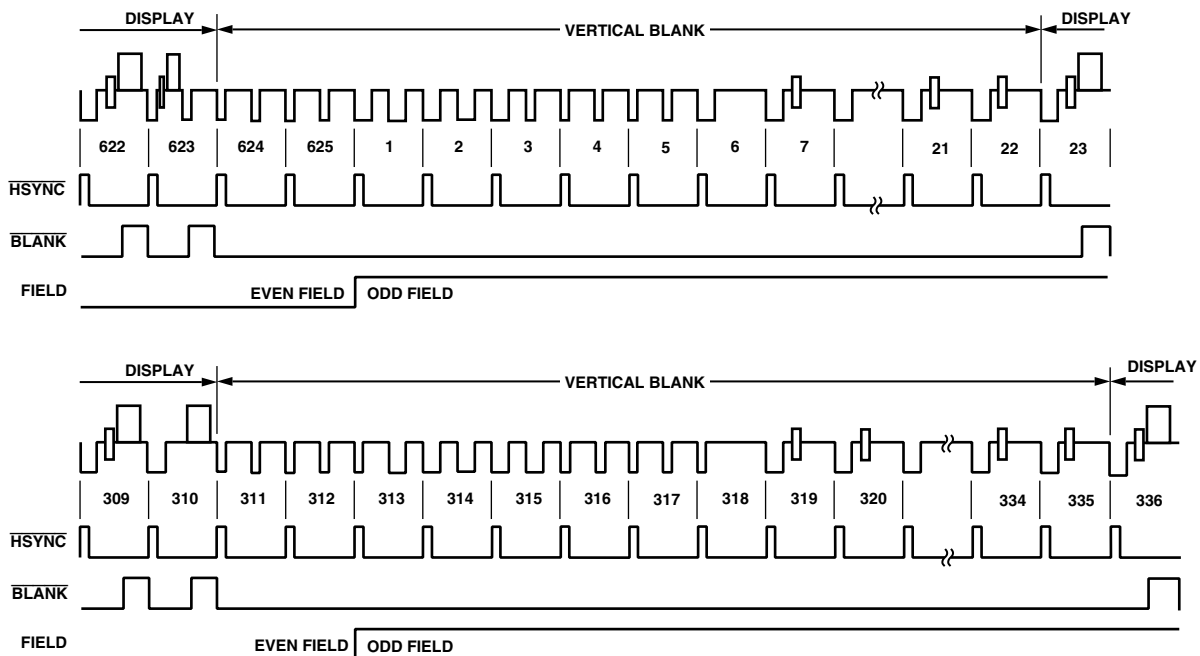 DISPLAY VERTICAL BLANK DISPLAY
622 623 624 625 1 2 3 4 5 6 7 21 22 23
HSYNC
BLANK
FIELD EVEN FIELD ODD FIELD
DISPLAY VERTICAL BLANK DISPLAY
309 310 311 312 313 314 315 316 317 318 319 320 334 335 336
HSYNC
BLANK
FIELD EVEN FIELD ODD FIELD